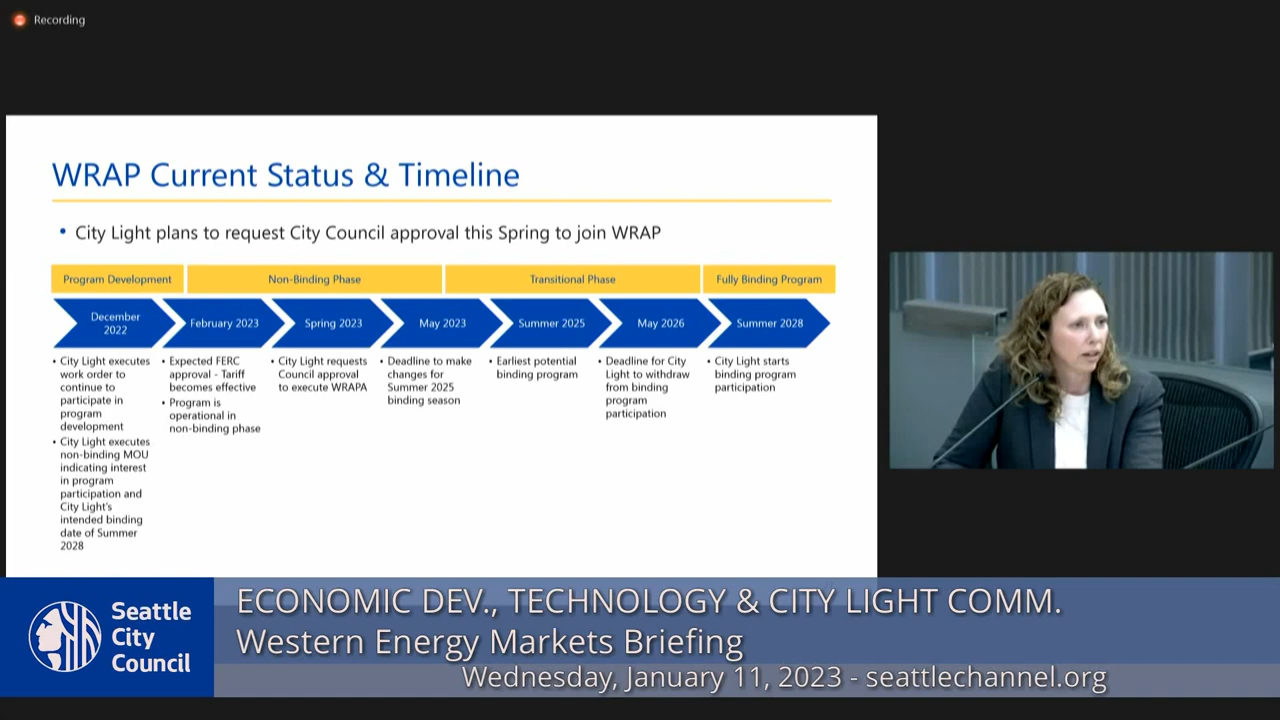 Recording
WRAP Current Status & Timeline
• City Light plans to request City Council approval this Spring to join WRAP
Program Development
Non-Binding Phase
Transitional Phase
Fully Binding Program
December
2022
February 2023
Spring 2023
May 2023
Summer 2025
May 2026
Summer 2028
• City Light executes
work order to
continue to
participate in
program
development
• City Light executes
non-binding MOU
indicating interest
in program
participation and
City Light's
intended binding
date of Summer
2028
• Expected FERC
approval - Tariff
becomes effective
• Program is
operational in
non-binding phase
• City Light requests
Council approval
to execute WRAPA
• Deadline to make
changes for
Summer 2025
binding season
• Earliest potential
binding program
• Deadline for City
Light to withdraw
from binding
program
participation
• City Light starts
binding program
participation
Seattle
City
Council
ECONOMIC DEV., TECHNOLOGY & CITY LIGHT COMM.
Western Energy Markets Briefing
Wednesday, January 11, 2023 - seattlechannel.org